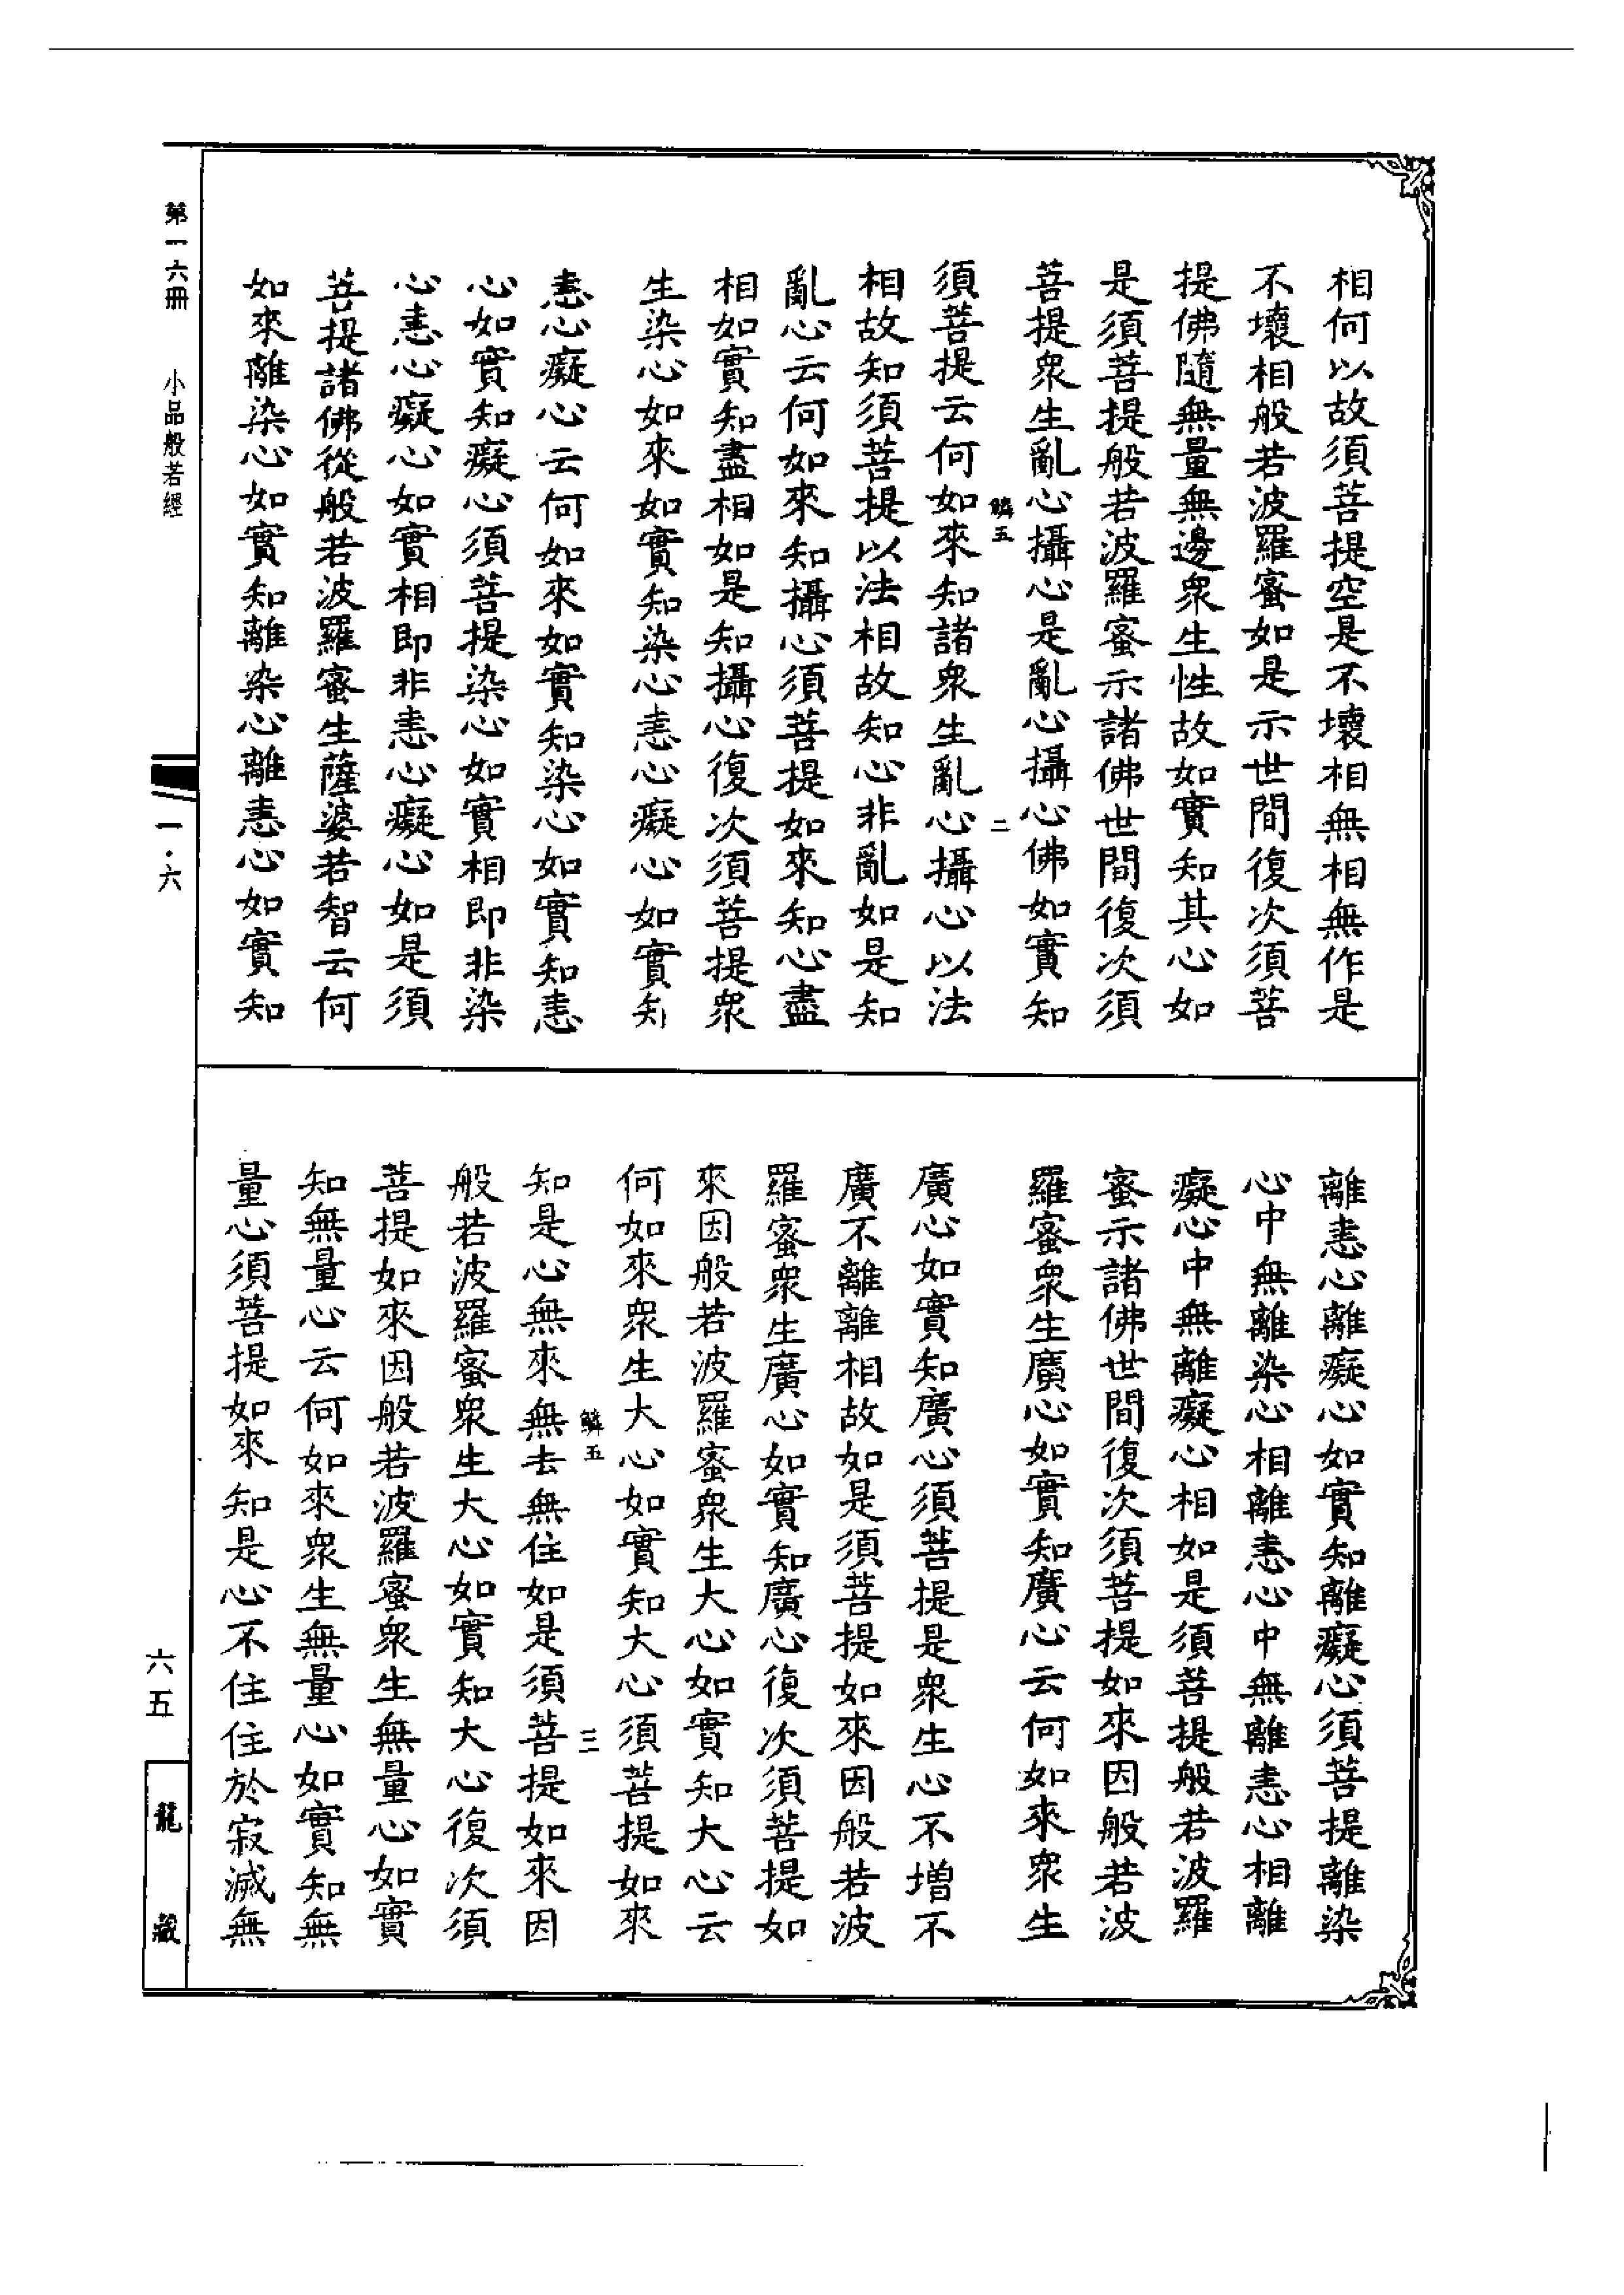 相何以故須菩提空是不壞相無相無作是
不壞相般若波羅蜜如是示世間復次須菩
提佛隨無量無邊衆生性故如實知其心如
是須菩提般若波羅蜜示諸佛世間復次須
菩提衆生亂心攝心是亂心攝心佛如實知
鱗五 二
須菩提云何如來知諸衆生亂心攝心以法
相故知須菩提以法相故知心非亂如是知
亂心云何如來知攝心須菩提如來知心盡
相如實知盡相如是知攝心復次須菩提衆
生染心如來如實知染心恚心癡心如實知
恚心癡心云何如來如實知染心如實知恚
心如實知癡心須菩提染心如實相即非染
心恚心癡心如實相即非恚心癡心如是須
菩提諸佛從般若波羅蜜生薩婆若智云何
如來離染心如實知離染心離恚心如實知
離恚心離癡心如實知離癡心須菩提離染
心中無離染心相離恚心中無離恚心相離
癡心中無離癡心相如是須菩提般若波羅
蜜示諸佛世間復次須菩提如來因般若波
羅蜜衆生廣心如實知廣心云何如來衆生
廣心如實知廣心須菩提是衆生心不增不
廣不離離相故如是須菩提如來因般若波
羅蜜衆生廣心如實知廣心復次須菩提如
來因般若波羅蜜衆生大心如實知大心云
何如來衆生大心如實知大心須菩提如來
鱗五 三
知是心無來無去無住如是須菩提如來因
般若波羅蜜衆生大心如實知大心復次須
菩提如來因般若波羅蜜衆生無量心如實
知無量心云何如來衆生無量心如實知無
量心須菩提如來知是心不住住於寂滅無
第一六冊 小品般若經 一·六
六五
龍藏